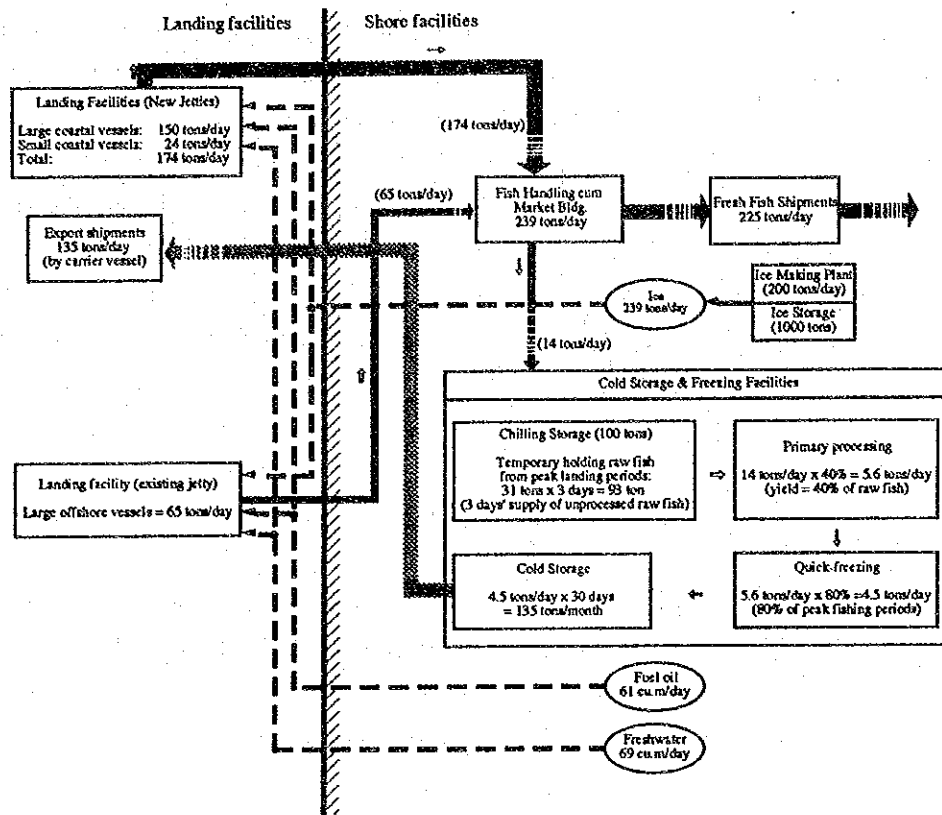 Landing facilities
Shore facilities
Landing Facilities (New Jetties)
Large coastal vessels: 150 tons/day
Small coastal vessels: 24 tons/day
Total: 174 tons/day
(174 tons/day)
(65 tons/day)
Fish Handling cum
Market Bldg.
239 tons/day
Fresh Fish Shipments
225 tons/day
Export shipments
135 tons/day
(by carrier vessel)
Ice
239 tons/day
Ice Making Plant
(200 tons/day)
Ice Storage
(1000 tons)
(14 tons/day)
Cold Storage & Freezing Facilities
Chilling Storage (100 tons)
Temporary holding raw fish
from peak landing periods:
31 tons x 3 days = 93 ton
(3 days' supply of unprocessed raw fish)
Primary processing
14 tons/day x 40% = 5.6 tons/day
(yield = 40% of raw fish)
Landing facility (existing jetty)
Large offshore vessels = 65 tons/day
Cold Storage
4.5 tons/day x 30 days
= 135 tons/month
Quick-freezing
5.6 tons/day x 80% =4.5 tons/day
(80% of peak fishing periods)
Fuel oil
61 cu.m/day
Freshwater
69 cu.m/day